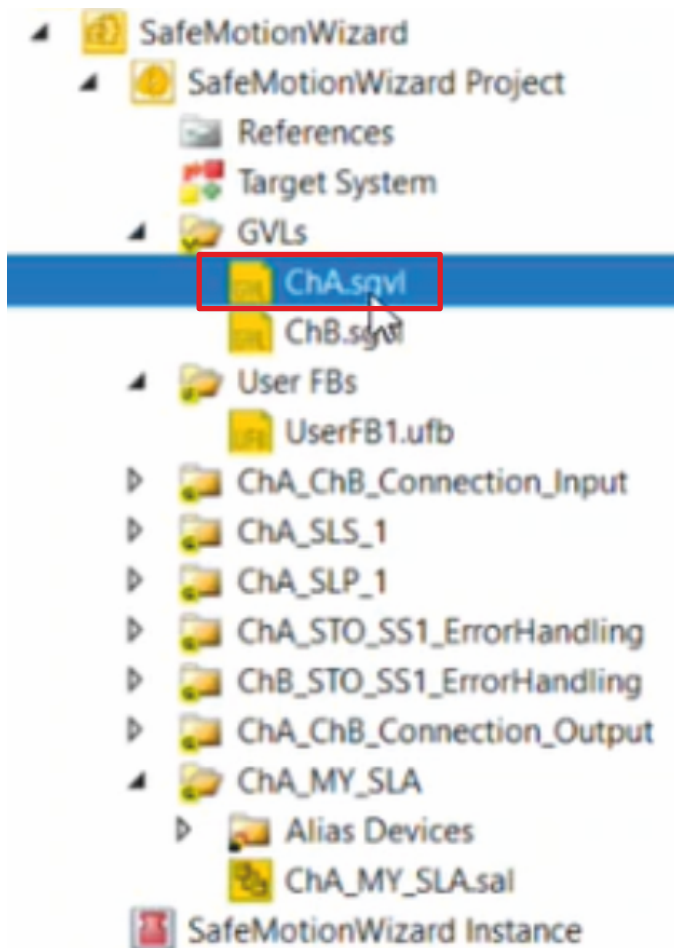 SafeMotionWizard
SafeMotionWizard Project
References
Target System
GVLs
ChA.sgvl
ChB.sgvl
User FBs
UserFB1.ufb
ChA_ChB_Connection_Input
ChA_SLS_1
ChA_SLP_1
ChA_STO_SS1_ErrorHandling
ChB_STO_SS1_ErrorHandling
ChA_ChB_Connection_Output
ChA_MY_SLA
Alias Devices
ChA_MY_SLA.sal
SafeMotionWizard Instance